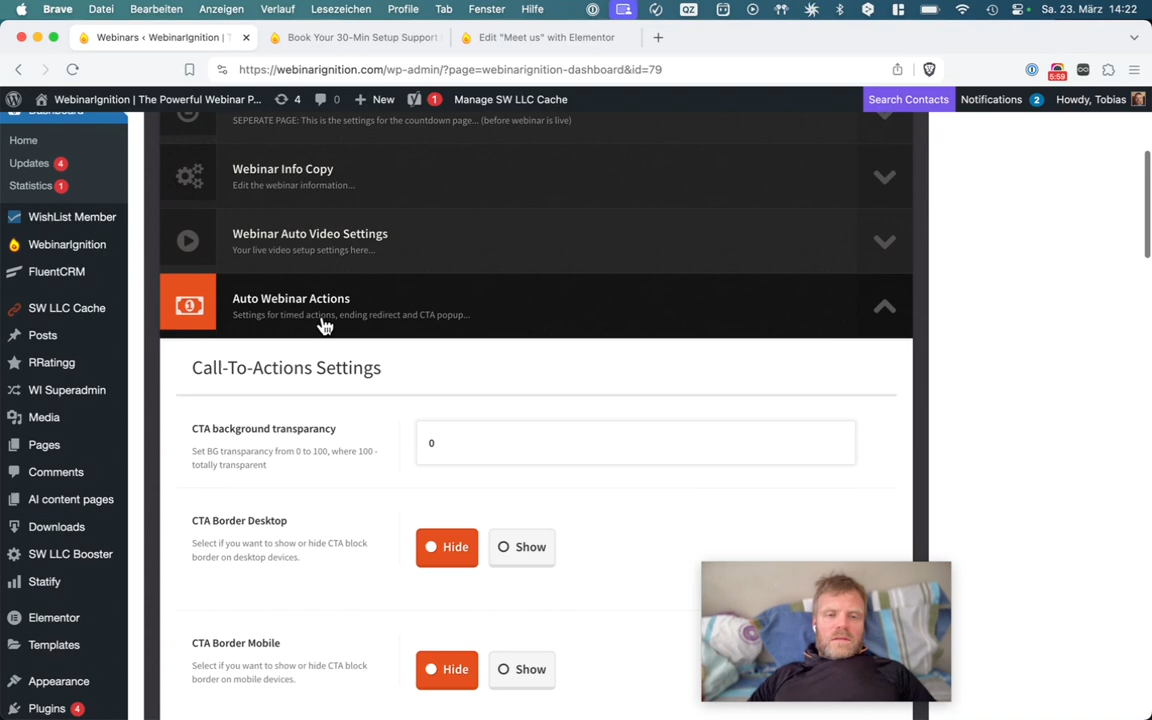 Brave Datei Bearbeiten Anzeigen Verlauf Lesezeichen Profile Tab Fenster Hilfe QZ Sa. 23. März 14:22
Webinars ‹ WebinarIgnition | T Book Your 30-Min Setup Support Edit "Meet us" with Elementor
https://webinarignition.com/wp-admin/?page=webinarignition-dashboard&id=79 5:59
WebinarIgnition | The Powerful Webinar P... 4 0 New 1 Manage SW LLC Cache Search Contacts Notifications 2 Howdy, Tobias
Dashboard
Home
Updates 4
Statistics 1
WishList Member
WebinarIgnition
FluentCRM
SW LLC Cache
Posts
RRatingg
WI Superadmin
Media
Pages
Comments
AI content pages
Downloads
SW LLC Booster
Statify
Elementor
Templates
Appearance
Plugins 4
SEPERATE PAGE: This is the settings for the countdown page... (before webinar is live)
Webinar Info Copy
Edit the webinar information...
Webinar Auto Video Settings
Your live video setup settings here...
Auto Webinar Actions
Settings for timed actions, ending redirect and CTA popup...
Call-To-Actions Settings
CTA background transparancy
Set BG transparancy from 0 to 100, where 100 -
totally transparent
0
CTA Border Desktop
Select if you want to show or hide CTA block
border on desktop devices.
Hide Show
CTA Border Mobile
Select if you want to show or hide CTA block
border on mobile devices.
Hide Show